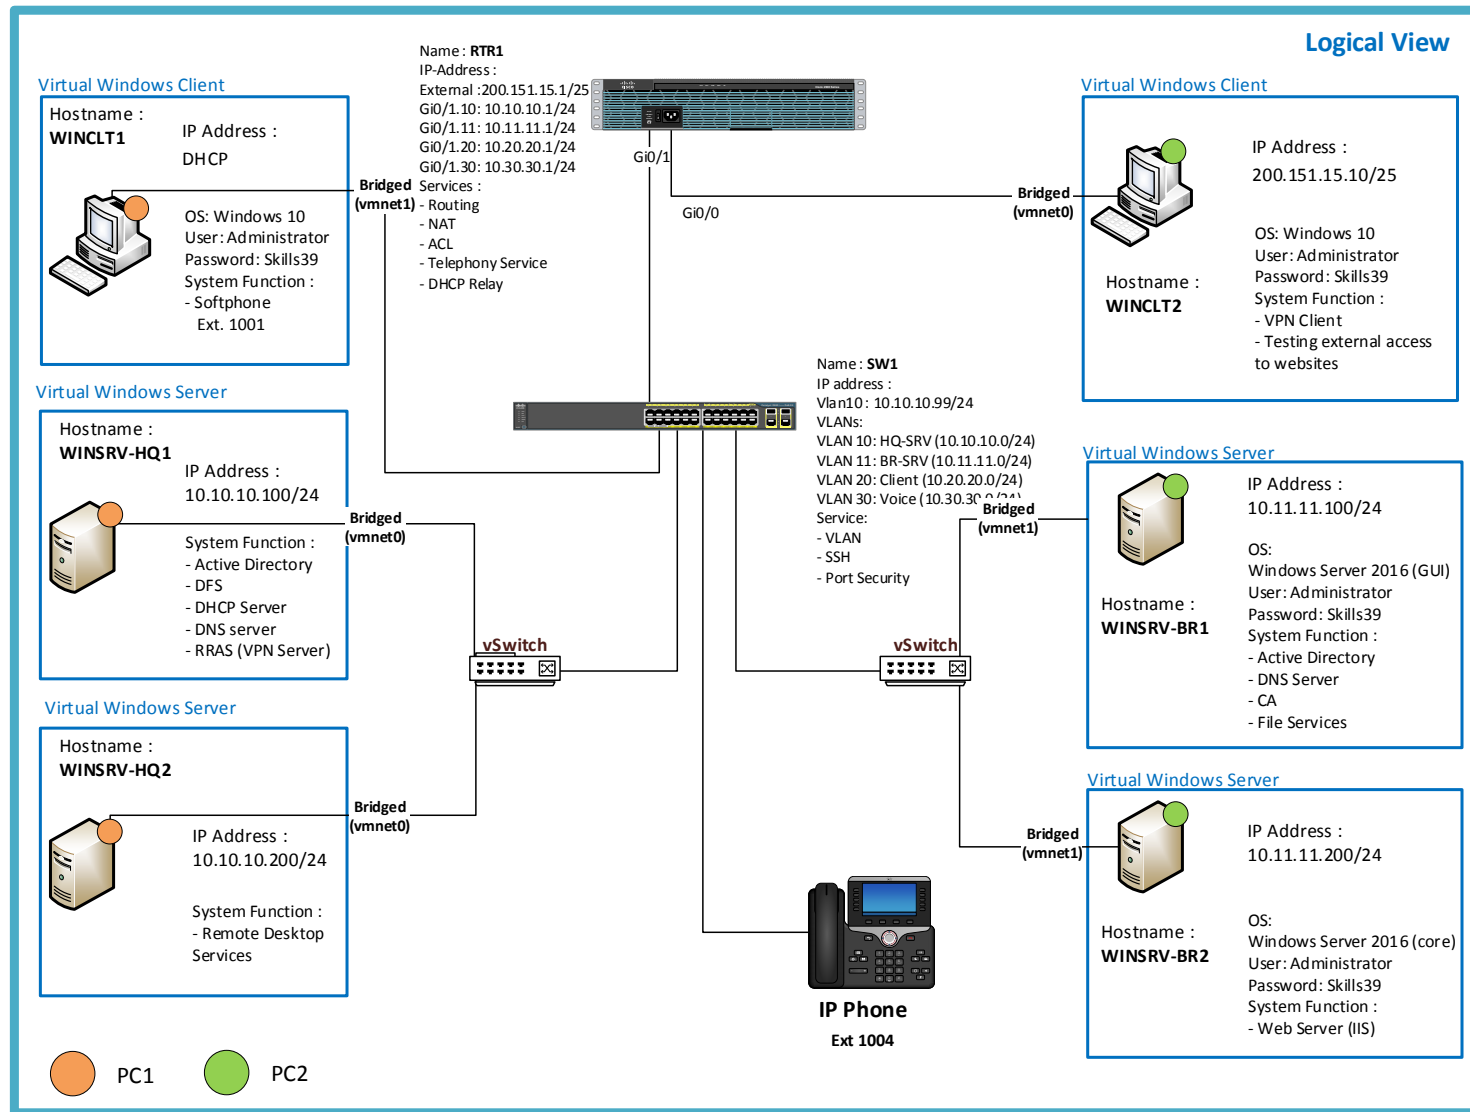 Logical View
Virtual Windows Client
Hostname :
WINCLT1
IP Address :
DHCP
OS: Windows 10
User: Administrator
Password: Skills39
System Function :
- Softphone
Ext. 1001
Bridged
(vmnet1)
Name : RTR1
IP-Address :
External :200.151.15.1/25
Gi0/1.10: 10.10.10.1/24
Gi0/1.11: 10.11.11.1/24
Gi0/1.20: 10.20.20.1/24
Gi0/1.30: 10.30.30.1/24
Services :
- Routing
- NAT
- ACL
- Telephony Service
- DHCP Relay
Gi0/1
Gi0/0
Bridged
(vmnet0)
Virtual Windows Client
IP Address :
200.151.15.10/25
OS: Windows 10
User: Administrator
Password: Skills39
System Function :
- VPN Client
- Testing external access
to websites
Hostname :
WINCLT2
Name : SW1
IP address :
Vlan10 : 10.10.10.99/24
VLANs:
VLAN 10: HQ-SRV (10.10.10.0/24)
VLAN 11: BR-SRV (10.11.11.0/24)
VLAN 20: Client (10.20.20.0/24)
VLAN 30: Voice (10.30.30.0/24)
Service:
- VLAN
- SSH
- Port Security
Virtual Windows Server
Hostname :
WINSRV-HQ1
IP Address :
10.10.10.100/24
System Function :
- Active Directory
- DFS
- DHCP Server
- DNS server
- RRAS (VPN Server)
Bridged
(vmnet0)
vSwitch
Virtual Windows Server
Hostname :
WINSRV-HQ2
IP Address :
10.10.10.200/24
System Function :
- Remote Desktop
Services
Bridged
(vmnet0)
Bridged
(vmnet1)
vSwitch
Virtual Windows Server
IP Address :
10.11.11.100/24
OS:
Windows Server 2016 (GUI)
User: Administrator
Password: Skills39
System Function :
- Active Directory
- DNS Server
- CA
- File Services
Hostname :
WINSRV-BR1
Virtual Windows Server
Bridged
(vmnet1)
IP Address :
10.11.11.200/24
OS:
Windows Server 2016 (core)
User: Administrator
Password: Skills39
System Function :
- Web Server (IIS)
Hostname :
WINSRV-BR2
IP Phone
Ext 1004
PC1
PC2